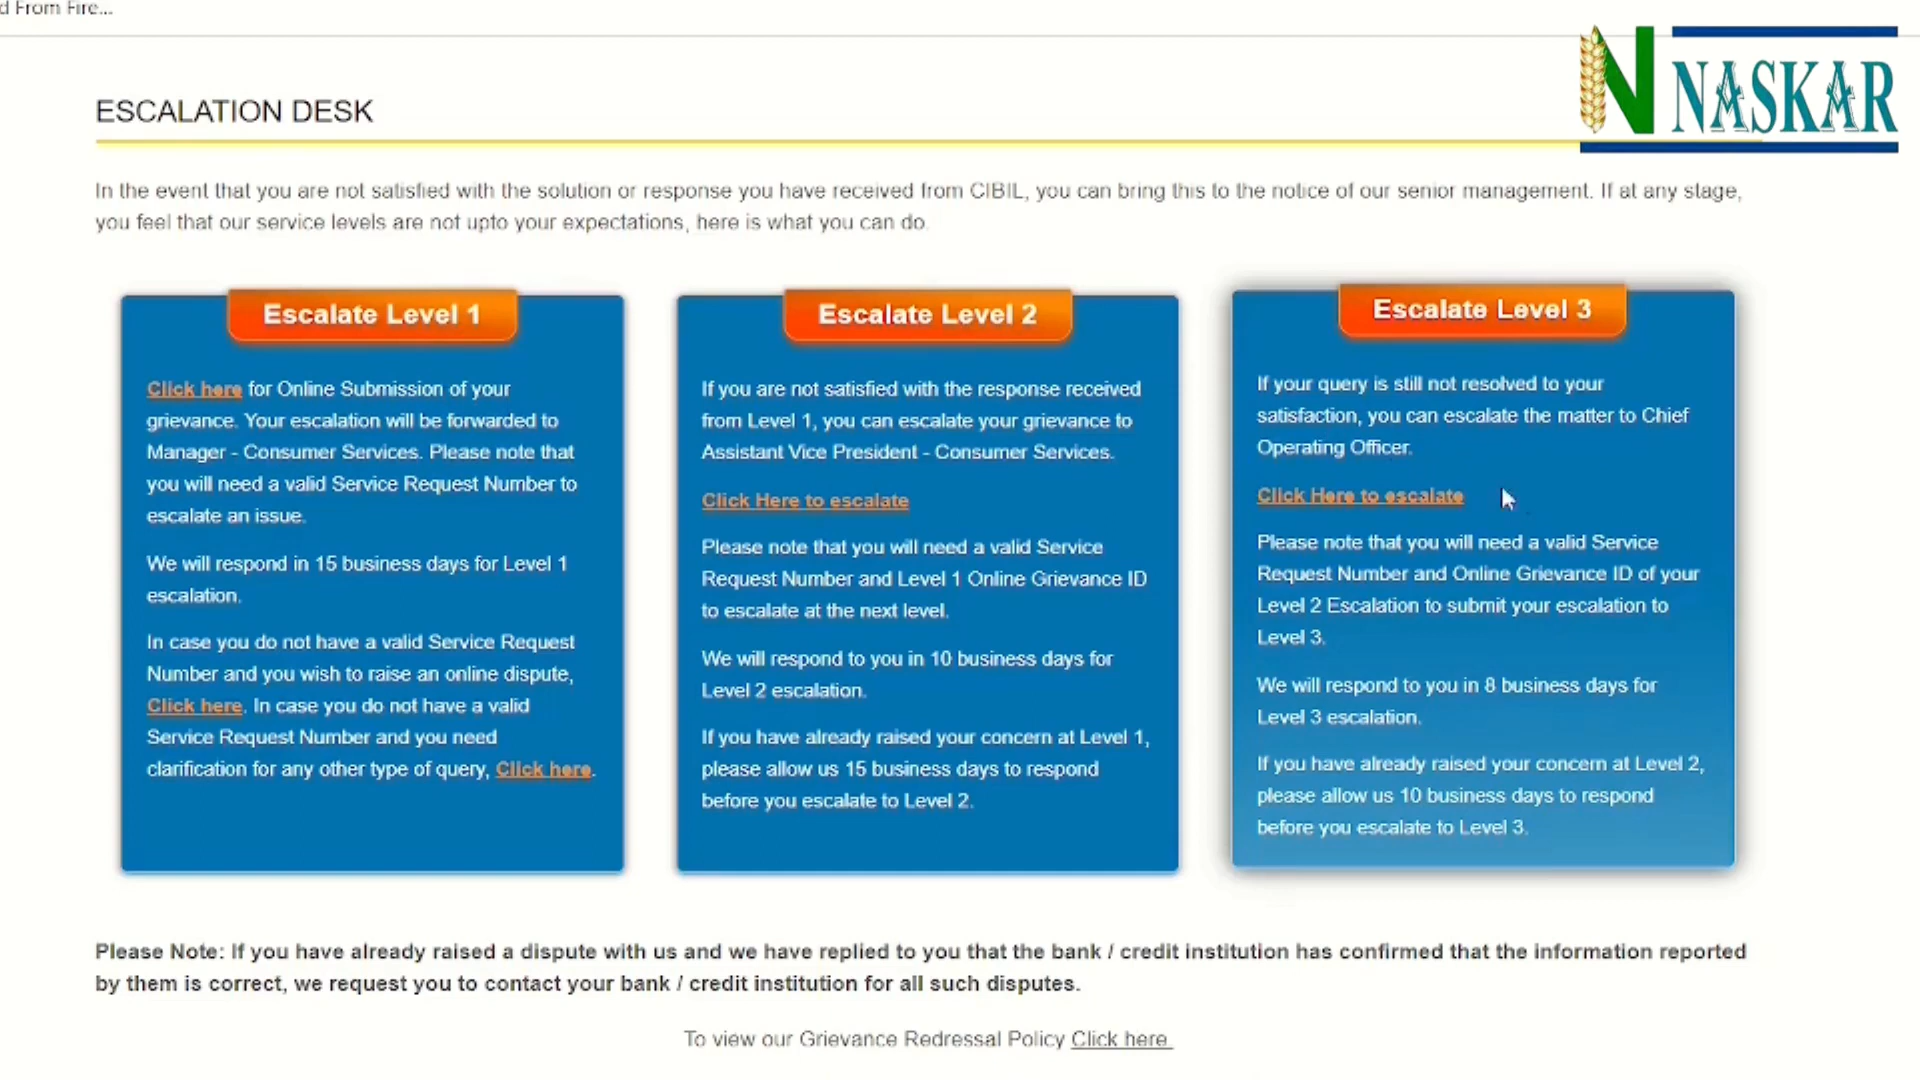 d From Fire...
NASKAR
ESCALATION DESK
In the event that you are not satisfied with the solution or response you have received from CIBIL, you can bring this to the notice of our senior management. If at any stage,
you feel that our service levels are not upto your expectations, here is what you can do.
Escalate Level 1
Click here for Online Submission of your
grievance. Your escalation will be forwarded to
Manager - Consumer Services. Please note that
you will need a valid Service Request Number to
escalate an issue.
We will respond in 15 business days for Level 1
escalation.
In case you do not have a valid Service Request
Number and you wish to raise an online dispute,
Click here. In case you do not have a valid
Service Request Number and you need
clarification for any other type of query, Click here.
Escalate Level 2
If you are not satisfied with the response received
from Level 1, you can escalate your grievance to
Assistant Vice President - Consumer Services.
Click Here to escalate
Please note that you will need a valid Service
Request Number and Level 1 Online Grievance ID
to escalate at the next level.
We will respond to you in 10 business days for
Level 2 escalation.
If you have already raised your concern at Level 1,
please allow us 15 business days to respond
before you escalate to Level 2.
Escalate Level 3
If your query is still not resolved to your
satisfaction, you can escalate the matter to Chief
Operating Officer.
Click Here to escalate
Please note that you will need a valid Service
Request Number and Online Grievance ID of your
Level 2 Escalation to submit your escalation to
Level 3.
We will respond to you in 8 business days for
Level 3 escalation.
If you have already raised your concern at Level 2,
please allow us 10 business days to respond
before you escalate to Level 3.
Please Note: If you have already raised a dispute with us and we have replied to you that the bank / credit institution has confirmed that the information reported
by them is correct, we request you to contact your bank / credit institution for all such disputes.
To view our Grievance Redressal Policy Click here.